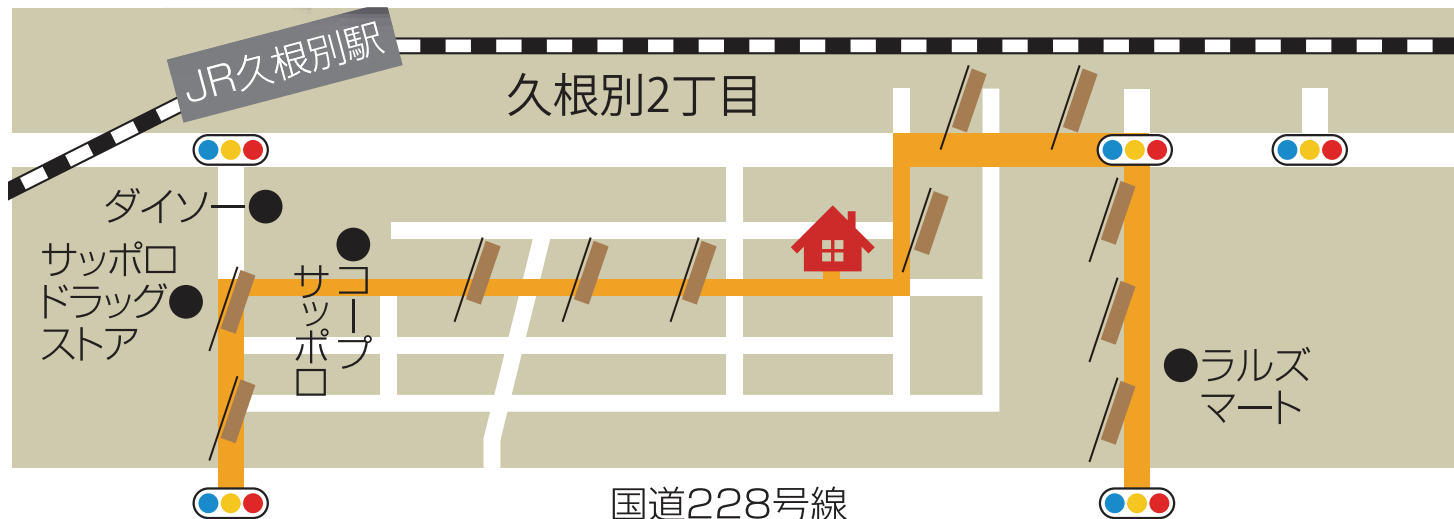 JR久根別駅
久根別2丁目
ダイソー
サッポロ
ドラッグ
ストア
コープ
サッポロ
ラルズ
マート
国道228号線